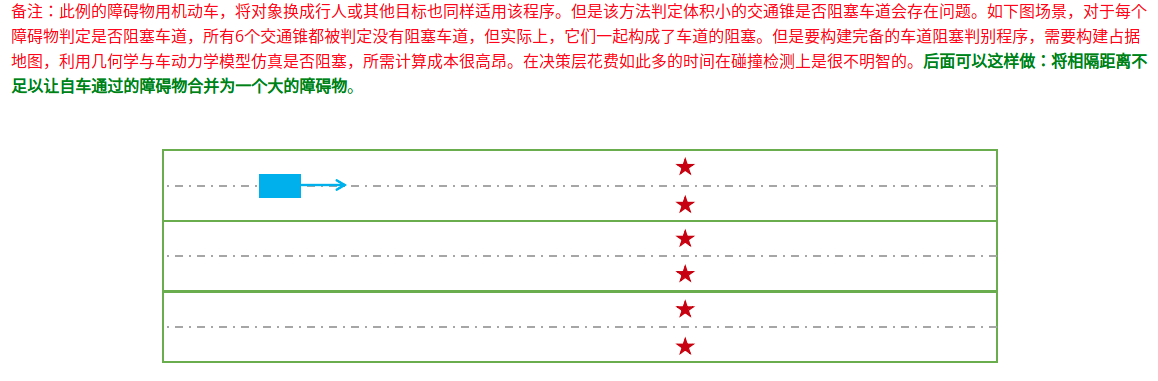 备注：此例的障碍物用机动车，将对象换成行人或其他目标也同样适用该程序。但是该方法判定体积小的交通锥是否阻塞车道会存在问题。如下图场景，对于每个
障碍物判定是否阻塞车道，所有6个交通锥都被判定没有阻塞车道，但实际上，它们一起构成了车道的阻塞。但是要构建完备的车道阻塞判别程序，需要构建占据
地图，利用几何学与车动力学模型仿真是否阻塞，所需计算成本很高昂。在决策层花费如此多的时间在碰撞检测上是很不明智的。后面可以这样做：将相隔距离不
足以让自车通过的障碍物合并为一个大的障碍物。